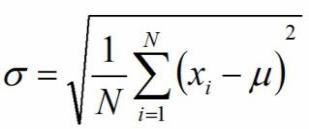 σ = √(1/N ∑_{i=1}^{N} (x_i − μ)^2)